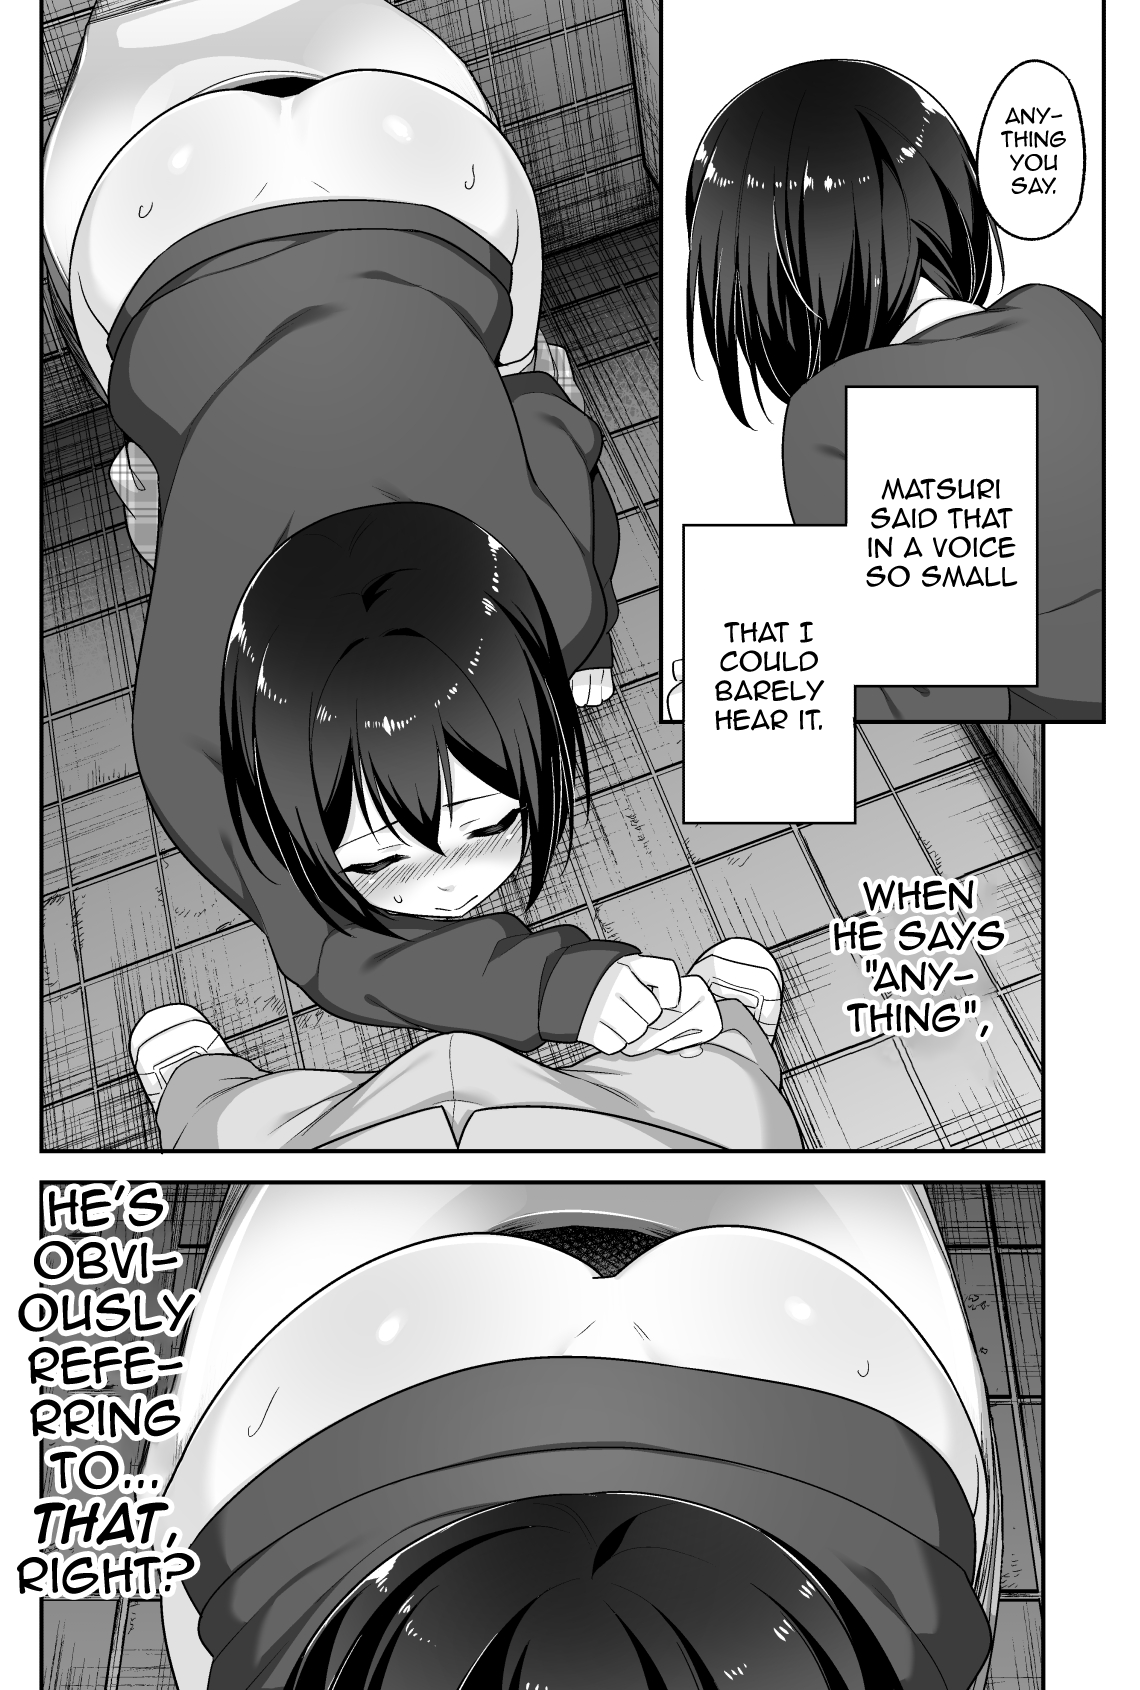 ANY-
THING
YOU
SAY.
MATSURI
SAID THAT
IN A VOICE
SO SMALL
THAT I
COULD
BARELY
HEAR IT.
WHEN
HE SAYS
"ANY-
THING",
HE'S
OBVI-
OUSLY
REFE-
RRING
TO...
THAT,
RIGHT?